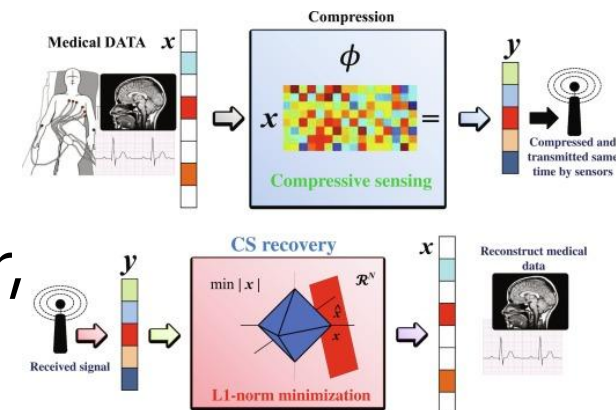 Compression
Medical DATA x
ϕ
y
x =
Compressive sensing
Compressed and
transmitted same
time by sensors
r,
CS recovery
x
Reconstruct medical
data
y
min | x |
ℛᴺ
x̂
x
Received signal
L1-norm minimization